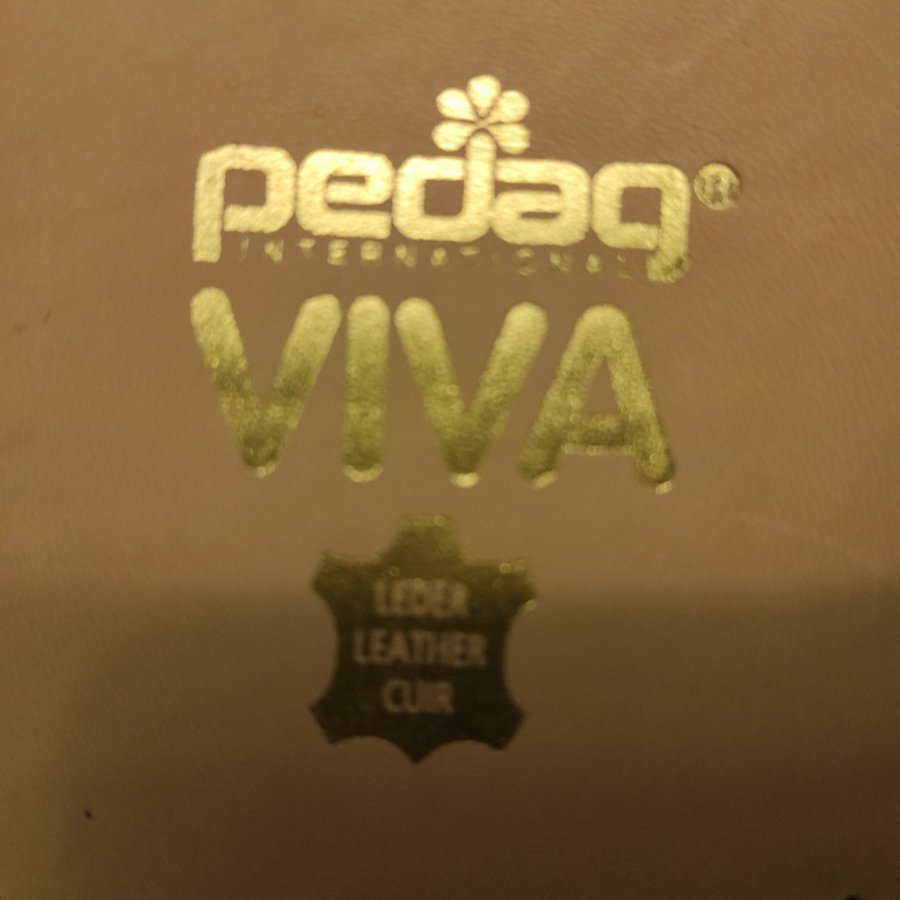 pedag®
INTERNATIONAL
VIVA
LEDER
LEATHER
CUIR